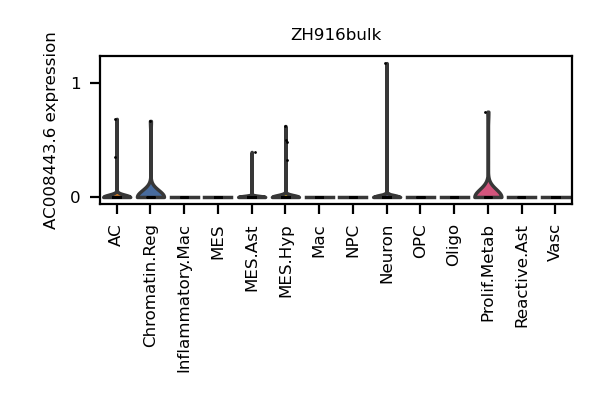 ZH916bulk
AC008443.6 expression
1
0
AC
Chromatin.Reg
Inflammatory.Mac
MES
MES.Ast
MES.Hyp
Mac
NPC
Neuron
OPC
Oligo
Prolif.Metab
Reactive.Ast
Vasc